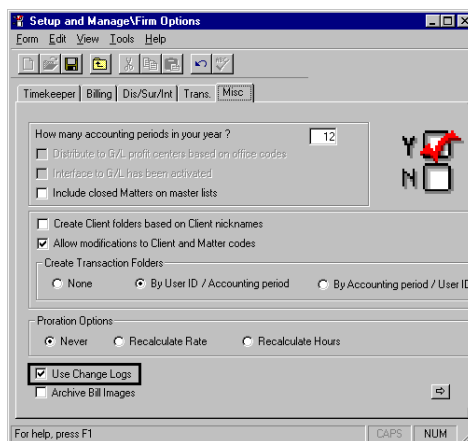 Setup and Manage\Firm Options
Form Edit View Tools Help
Timekeeper Billing Dis/Sur/Int Trans. Misc
How many accounting periods in your year ? 12
Distribute to G/L profit centers based on office codes
Interface to G/L has been activated
Include closed Matters on master lists
Y
N
Create Client folders based on Client nicknames
Allow modifications to Client and Matter codes
Create Transaction Folders
None By User ID / Accounting period By Accounting period / User ID
Proration Options
Never Recalculate Rate Recalculate Hours
Use Change Logs
Archive Bill Images
For help, press F1 CAPS NUM